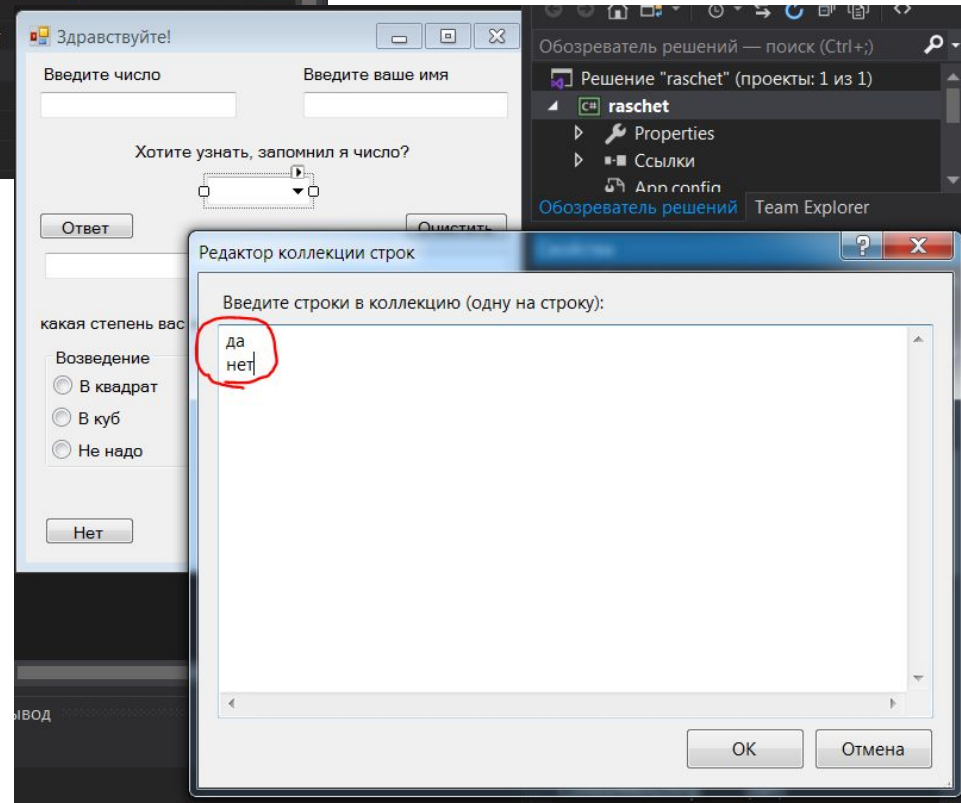 Здравствуйте!
Введите число
Введите ваше имя
Хотите узнать, запомнил я число?
Ответ
Очистить
какая степень вас
Возведение
В квадрат
В куб
Не надо
Нет
Обозреватель решений — поиск (Ctrl+;)
Решение "raschet" (проекты: 1 из 1)
C# raschet
Properties
Ссылки
App.config
Обозреватель решений
Team Explorer
Редактор коллекции строк
Введите строки в коллекцию (одну на строку):
да
нет
OK
Отмена